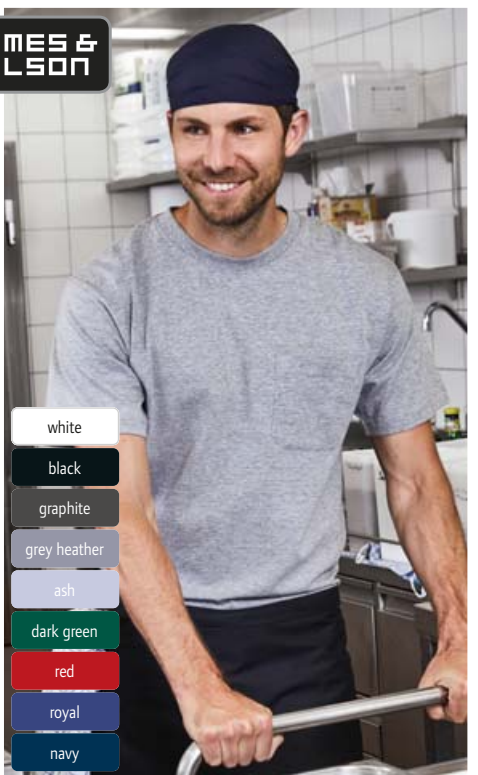 MES &
LSON
white
black
graphite
grey heather
ash
dark green
red
royal
navy